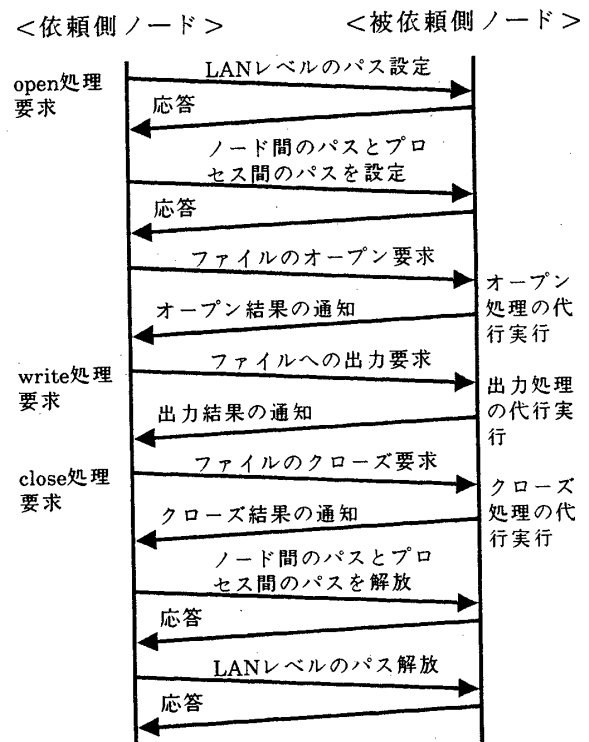 ＜依頼側ノード＞
＜被依頼側ノード＞
LANレベルのパス設定
open処理
要求
応答
ノード間のパスとプロ
セス間のパスを設定
応答
ファイルのオープン要求
オープン
処理の代
行実行
オープン結果の通知
ファイルへの出力要求
write処理
要求
出力処理
の代行実
行
出力結果の通知
ファイルのクローズ要求
close処理
要求
クローズ
処理の代
行実行
クローズ結果の通知
ノード間のパスとプロ
セス間のパスを解放
応答
LANレベルのパス解放
応答